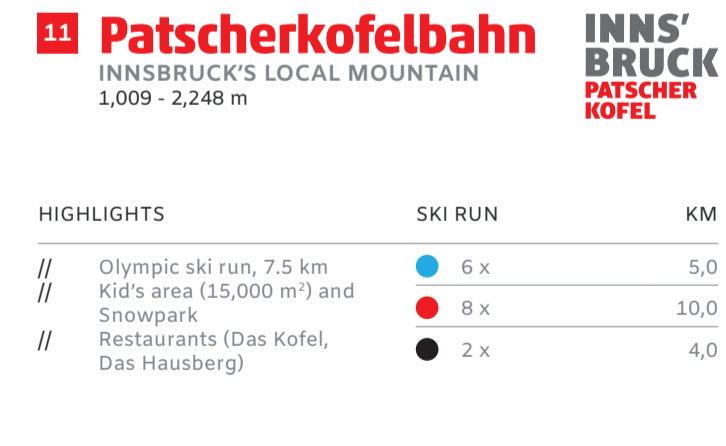 11 Patscherkofelbahn
INNSBRUCK'S LOCAL MOUNTAIN
1,009 - 2,248 m
INNS'
BRUCK
PATSCHER
KOFEL
HIGHLIGHTS SKI RUN KM
// Olympic ski run, 7.5 km
// Kid's area (15,000 m²) and
Snowpark
// Restaurants (Das Kofel,
Das Hausberg)
6 x 5,0
8 x 10,0
2 x 4,0